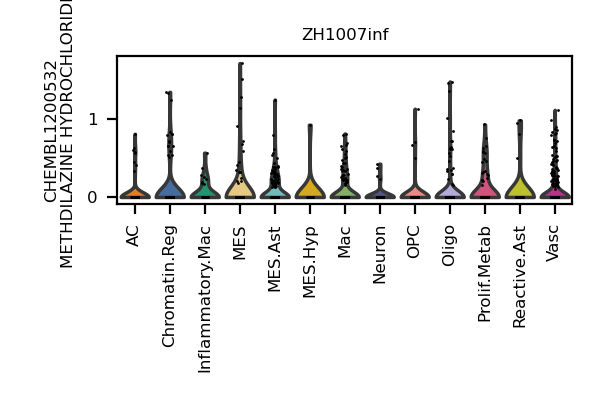 ZH1007inf
CHEMBL1200532
METHDILAZINE HYDROCHLORIDE
1
0
AC
Chromatin.Reg
Inflammatory.Mac
MES
MES.Ast
MES.Hyp
Mac
Neuron
OPC
Oligo
Prolif.Metab
Reactive.Ast
Vasc